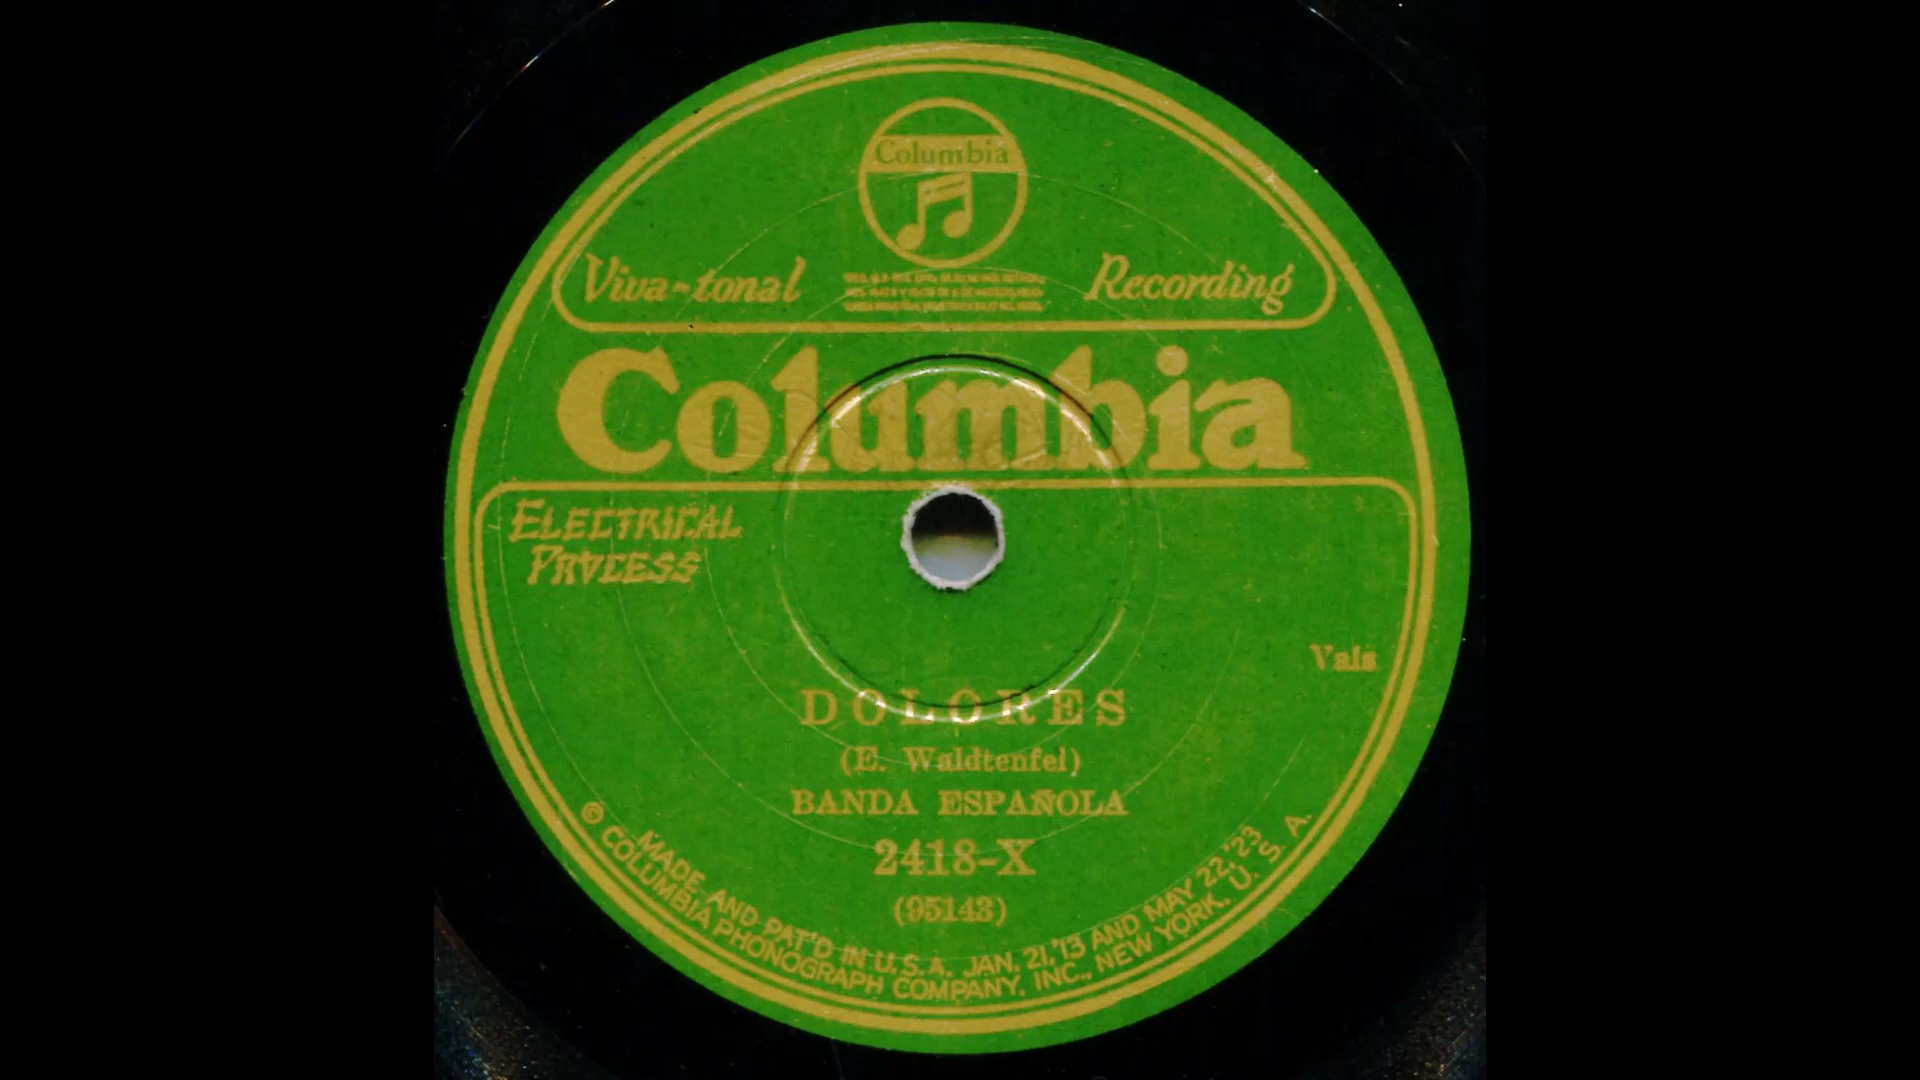 Columbia
Viva-tonal Recording
Columbia
ELECTRICAL
PROCESS
Vals
DOLORES
(E. Waldtenfel)
BANDA ESPAÑOLA
2418-X
(95143)
MADE AND PAT'D IN U.S.A. JAN. 21,'13 AND MAY 22,'23
© COLUMBIA PHONOGRAPH COMPANY, INC., NEW YORK, U. S. A.